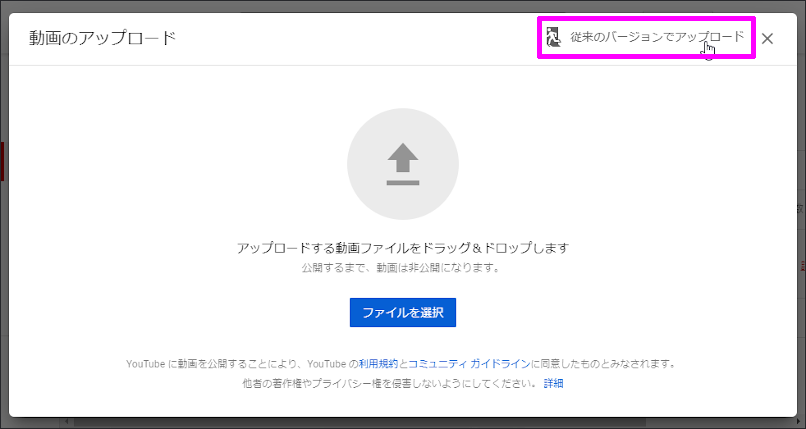 動画のアップロード
従来のバージョンでアップロード
アップロードする動画ファイルをドラッグ＆ドロップします
公開するまで、動画は非公開になります。
ファイルを選択
YouTube に動画を公開することにより、YouTube の利用規約とコミュニティ ガイドラインに同意したものとみなされます。
他者の著作権やプライバシー権を侵害しないようにしてください。 詳細